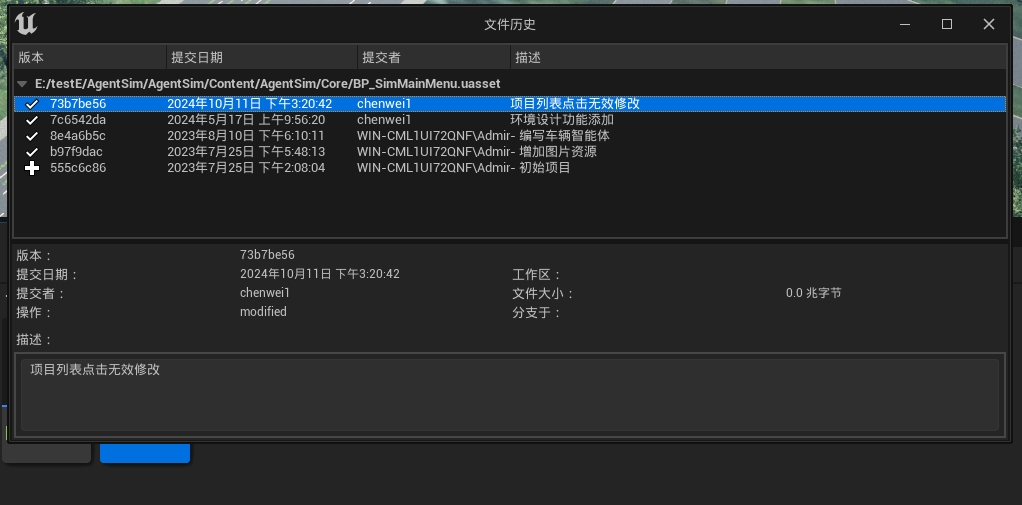 文件历史
版本 提交日期 提交者 描述
E:/testE/AgentSim/AgentSim/Content/AgentSim/Core/BP_SimMainMenu.uasset
73b7be56 2024年10月11日 下午3:20:42 chenwei1 项目列表点击无效修改
7c6542da 2024年5月17日 上午9:56:20 chenwei1 环境设计功能添加
8e4a6b5c 2023年8月10日 下午6:10:11 WIN-CML1UI72QNF\Admir - 编写车辆智能体
b97f9dac 2023年7月25日 下午5:48:13 WIN-CML1UI72QNF\Admir - 增加图片资源
555c6c86 2023年7月25日 下午2:08:04 WIN-CML1UI72QNF\Admir - 初始项目
版本： 73b7be56
提交日期： 2024年10月11日 下午3:20:42 工作区：
提交者： chenwei1 文件大小： 0.0 兆字节
操作： modified 分支于：
描述：
项目列表点击无效修改